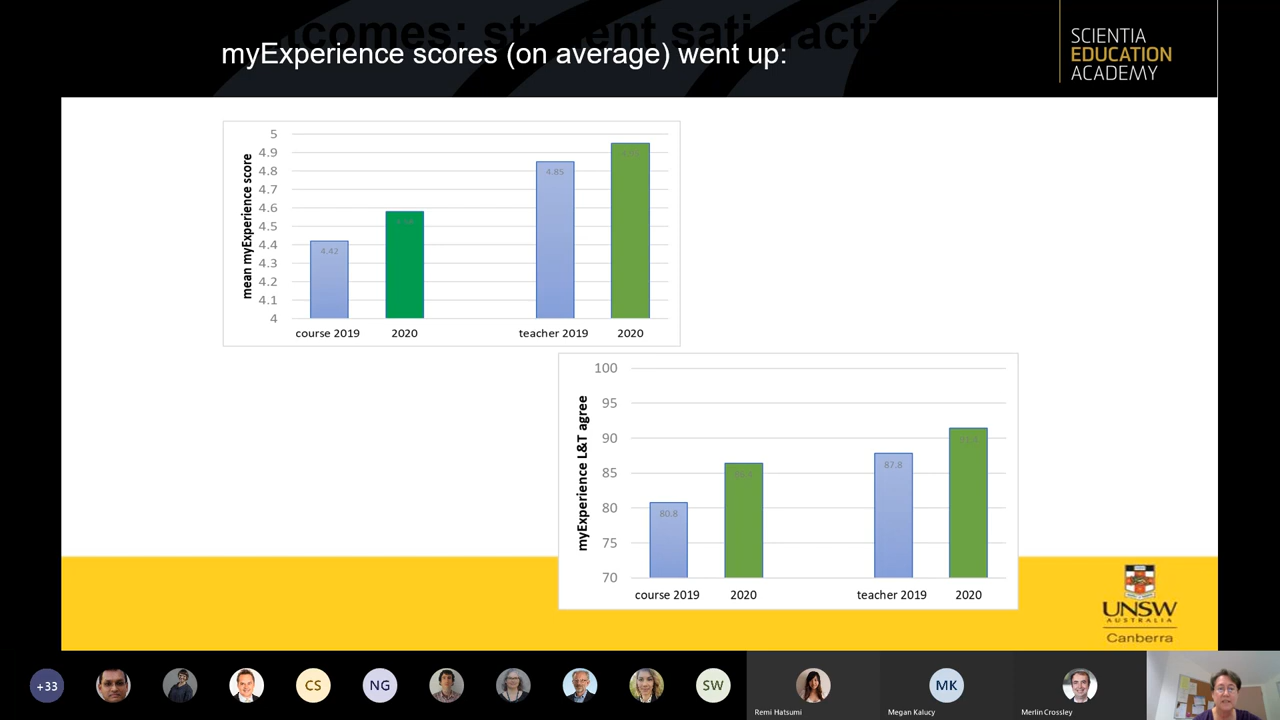 comes: student satisfacti
myExperience scores (on average) went up:
SCIENTIA
EDUCATION
ACADEMY
mean myExperience score
5
4.9
4.8
4.7
4.6
4.5
4.4
4.3
4.2
4.1
4
4.42
4.85
course 2019
2020
teacher 2019
2020
myExperience L&T agree
100
95
90
85
80
75
70
80.8
87.8
course 2019
2020
teacher 2019
2020
UNSW
AUSTRALIA
Canberra
+33
CS
NG
SW
Remi Hatsumi
MK
Megan Kalucy
Merlin Crossley